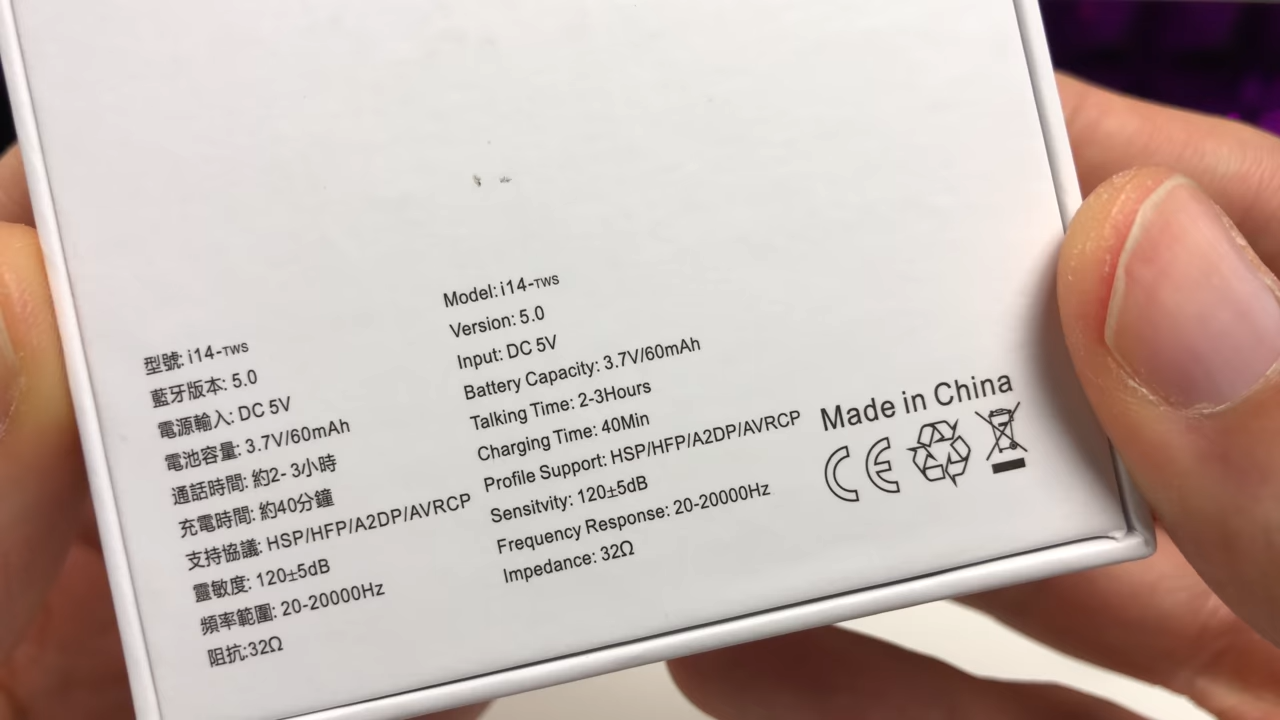 型號: i14-TWS
藍牙版本: 5.0
電源輸入: DC 5V
電池容量: 3.7V/60mAh
通話時間: 約2- 3小時
充電時間: 約40分鐘
支持協議: HSP/HFP/A2DP/AVRCP
靈敏度: 120±5dB
頻率範圍: 20-20000Hz
阻抗:32Ω
Model: i14-TWS
Version: 5.0
Input: DC 5V
Battery Capacity: 3.7V/60mAh
Talking Time: 2-3Hours
Charging Time: 40Min
Profile Support: HSP/HFP/A2DP/AVRCP
Sensitvity: 120±5dB
Frequency Response: 20-20000Hz
Impedance: 32Ω
Made in China
CE